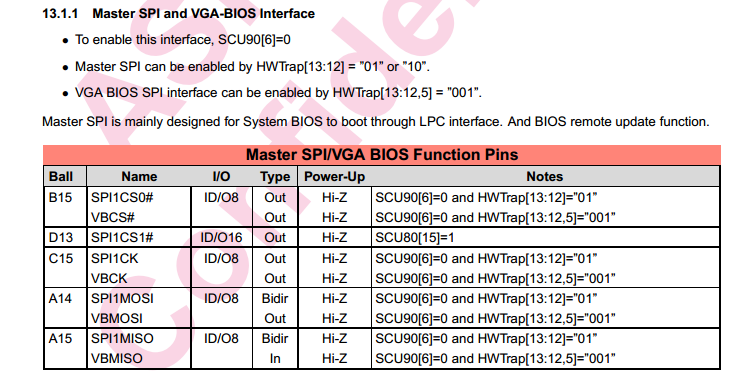 13.1.1 Master SPI and VGA-BIOS Interface
• To enable this interface, SCU90[6]=0
• Master SPI can be enabled by HWTrap[13:12] = "01" or "10".
• VGA BIOS SPI interface can be enabled by HWTrap[13:12,5] = "001".
Master SPI is mainly designed for System BIOS to boot through LPC interface. And BIOS remote update function.
Master SPI/VGA BIOS Function Pins
Ball Name I/O Type Power-Up Notes
B15 SPI1CS0# ID/O8 Out Hi-Z SCU90[6]=0 and HWTrap[13:12]="01"
VBCS# Out Hi-Z SCU90[6]=0 and HWTrap[13:12,5]="001"
D13 SPI1CS1# ID/O16 Out Hi-Z SCU80[15]=1
C15 SPI1CK ID/O8 Out Hi-Z SCU90[6]=0 and HWTrap[13:12]="01"
VBCK Out Hi-Z SCU90[6]=0 and HWTrap[13:12,5]="001"
A14 SPI1MOSI ID/O8 Bidir Hi-Z SCU90[6]=0 and HWTrap[13:12]="01"
VBMOSI Out Hi-Z SCU90[6]=0 and HWTrap[13:12,5]="001"
A15 SPI1MISO ID/O8 Bidir Hi-Z SCU90[6]=0 and HWTrap[13:12]="01"
VBMISO In Hi-Z SCU90[6]=0 and HWTrap[13:12,5]="001"